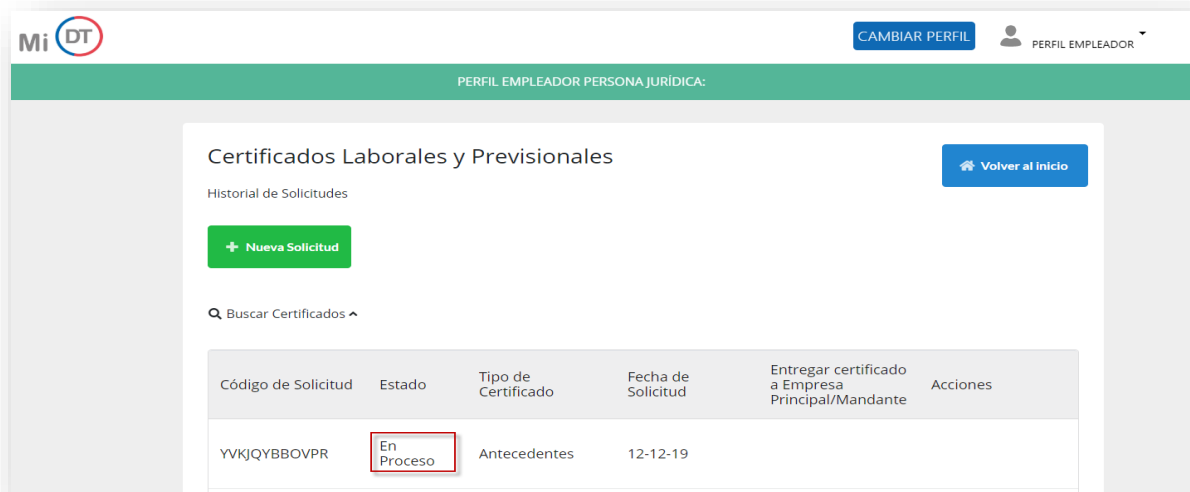 Mi DT
CAMBIAR PERFIL
PERFIL EMPLEADOR
PERFIL EMPLEADOR PERSONA JURÍDICA:
Certificados Laborales y Previsionales
Volver al inicio
Historial de Solicitudes
+ Nueva Solicitud
Buscar Certificados
Código de Solicitud
Estado
Tipo de
Certificado
Fecha de
Solicitud
Entregar certificado
a Empresa
Principal/Mandante
Acciones
YVKJQYBBOVPR
En
Proceso
Antecedentes
12-12-19